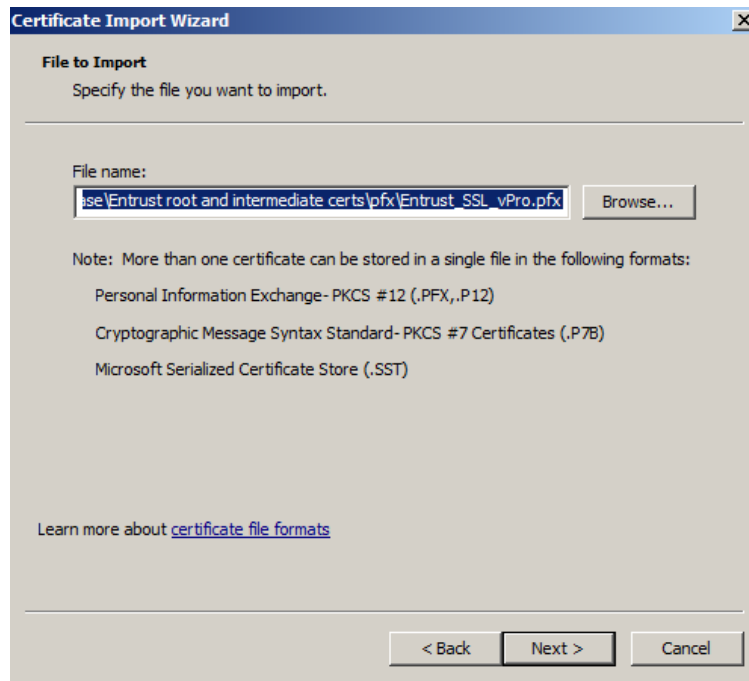 Certificate Import Wizard
File to Import
Specify the file you want to import.
File name:
ase\Entrust root and intermediate certs\pfx\Entrust_SSL_vPro.pfx
Browse...
Note: More than one certificate can be stored in a single file in the following formats:
Personal Information Exchange- PKCS #12 (.PFX,.P12)
Cryptographic Message Syntax Standard- PKCS #7 Certificates (.P7B)
Microsoft Serialized Certificate Store (.SST)
Learn more about certificate file formats
< Back
Next >
Cancel